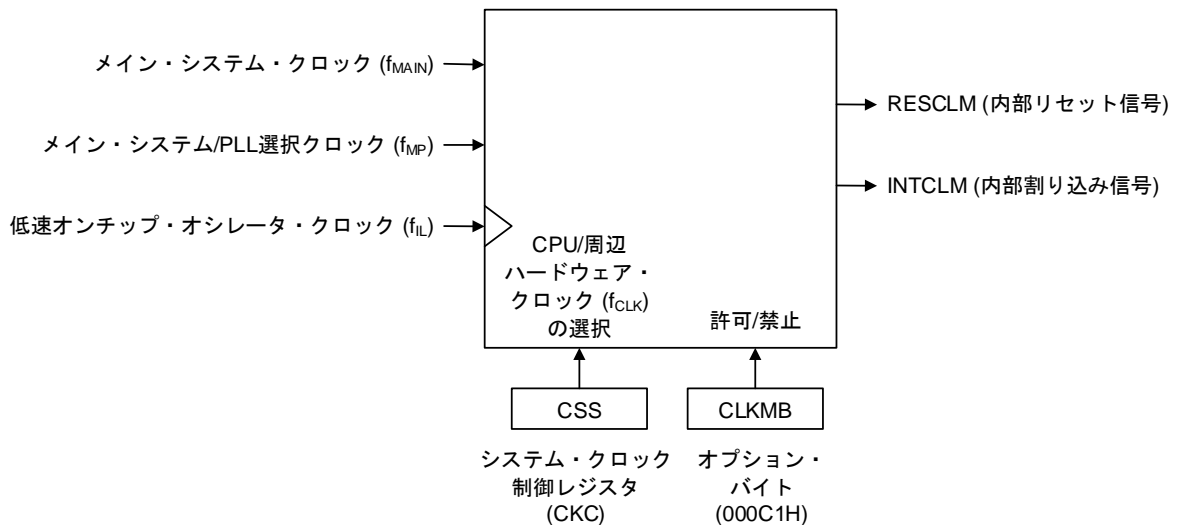 メイン・システム・クロック (fMAIN)
メイン・システム/PLL選択クロック (fMP)
低速オンチップ・オシレータ・クロック (fIL)
RESCLM (内部リセット信号)
INTCLM (内部割り込み信号)
CPU/周辺
ハードウェア・
クロック (fCLK)
の選択
許可/禁止
CSS
CLKMB
システム・クロック
制御レジスタ
(CKC)
オプション・
バイト
(000C1H)